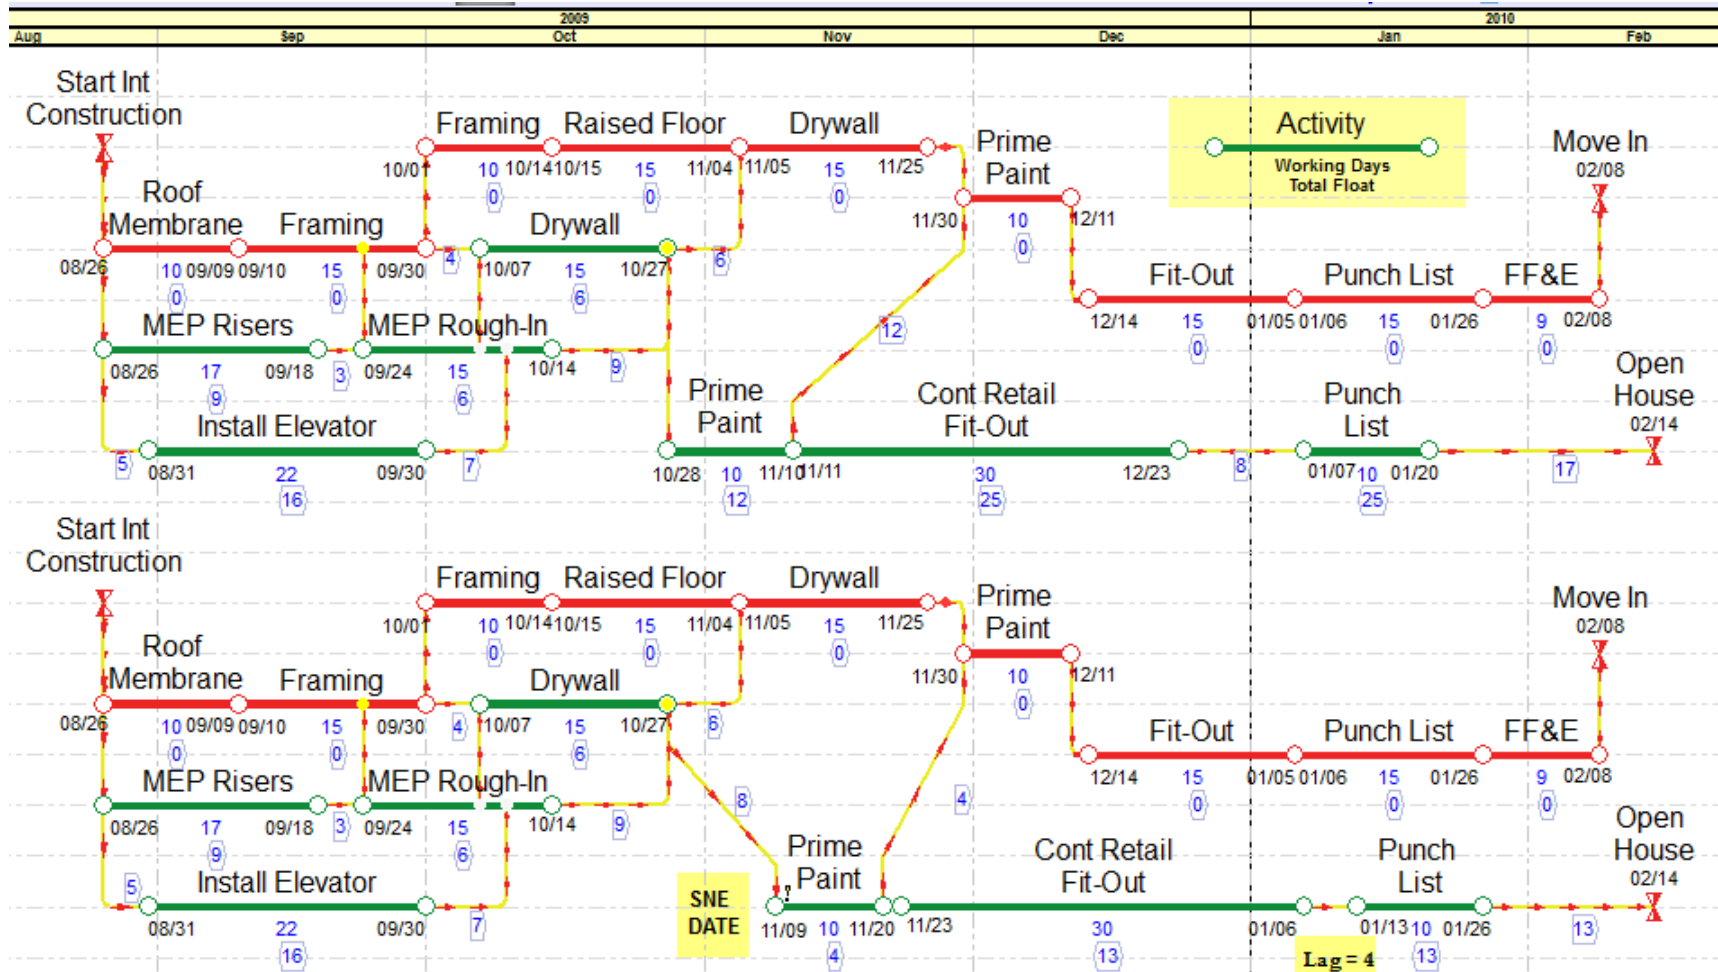 2009 2010
Aug Sep Oct Nov Dec Jan Feb
Start Int
Construction
Framing Raised Floor Drywall
Prime
Paint
Activity
Working Days
Total Float
Move In
02/08
10/01 10 10/14 10/15 15 11/04 11/05 15 11/25
0 0 0
Roof
Membrane Framing Drywall
11/30 10 12/11
0
08/26 10 09/09 09/10 15 09/30 4 10/07 15 10/27 6
0 0 6
Fit-Out Punch List FF&E
12/14 15 01/05 01/06 15 01/26 9 02/08
0 0 0
MEP Risers MEP Rough-In
12
08/26 17 09/18 3 09/24 15 10/14 9
9 6
Open
House
02/14
Prime
Paint
Cont Retail
Fit-Out
Punch
List
Install Elevator
5 08/31 22 09/30 7 10/28 10 11/10 11/11 30 12/23 8 01/07 10 01/20 17
16 12 25 25
Start Int
Construction
Framing Raised Floor Drywall
Prime
Paint
Move In
02/08
10/01 10 10/14 10/15 15 11/04 11/05 15 11/25
0 0 0
Roof
Membrane Framing Drywall
11/30 10 12/11
0
08/26 10 09/09 09/10 15 09/30 4 10/07 15 10/27 6
0 0 6
Fit-Out Punch List FF&E
12/14 15 01/05 01/06 15 01/26 9 02/08
0 0 0
MEP Risers MEP Rough-In
8 4
08/26 17 09/18 3 09/24 15 10/14 9
9 6
Open
House
02/14
Prime
Paint
Cont Retail
Fit-Out
Punch
List
Install Elevator
5
SNE
DATE
08/31 22 09/30 7 11/09 10 11/20 11/23 30 01/06 01/13 10 01/26 13
16 4 13 13
Lag = 4